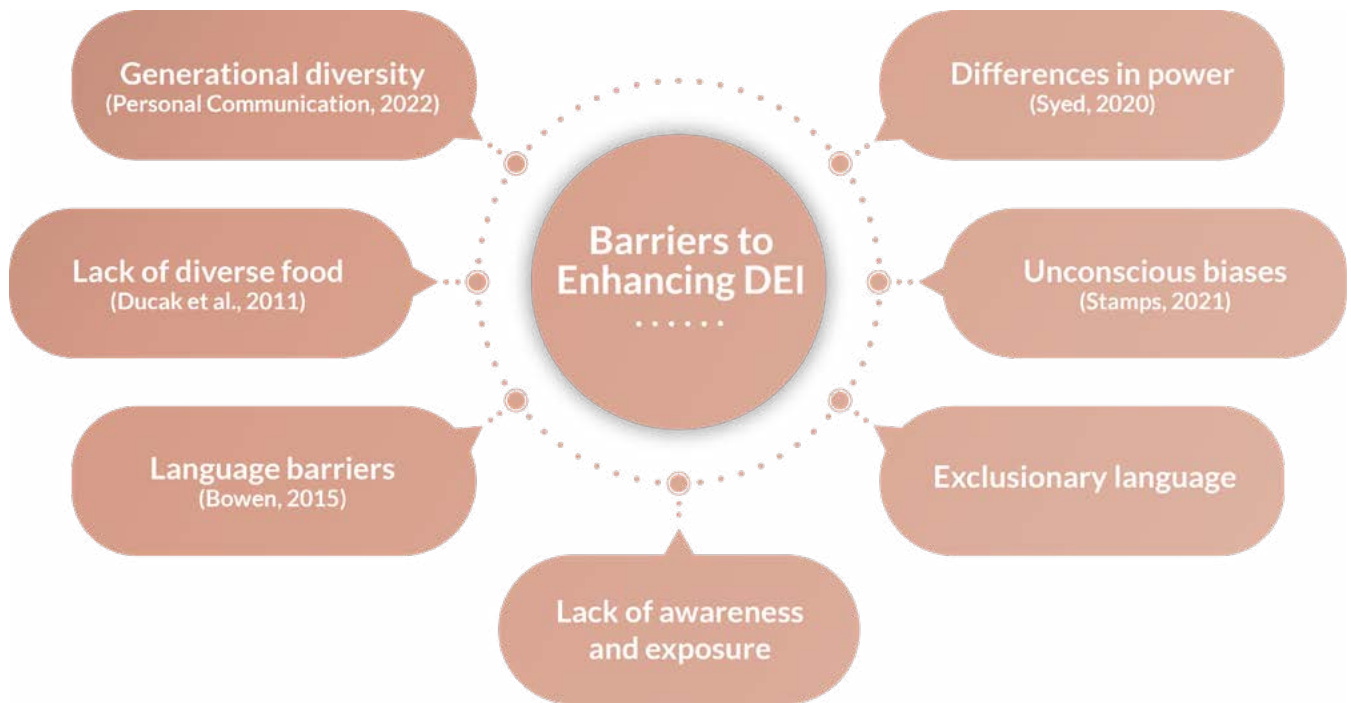 Generational diversity
(Personal Communication, 2022)
Differences in power
(Syed, 2020)
Barriers to
Enhancing DEI
Lack of diverse food
(Ducak et al., 2011)
Unconscious biases
(Stamps, 2021)
Language barriers
(Bowen, 2015)
Exclusionary language
Lack of awareness
and exposure